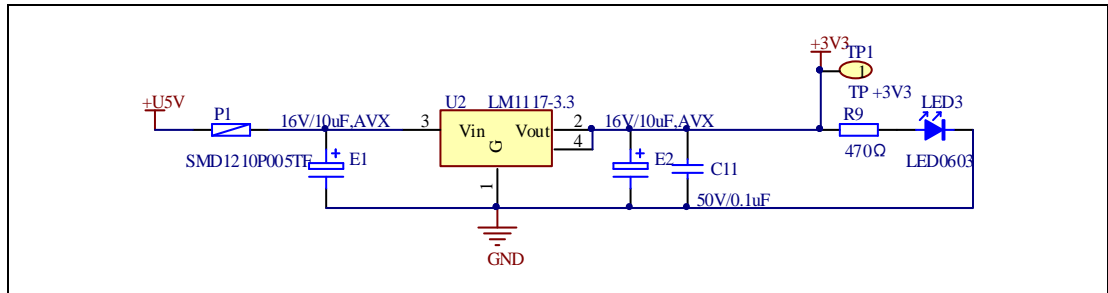 +3V3
TP1
1
TP +3V3
+U5V
P1
U2
LM1117-3.3
R9
LED3
16V/10uF,AVX
3
Vin
Vout
2
16V/10uF,AVX
4
G
SMD1210P005TF
E1
E2
C11
470Ω
LED0603
1
50V/0.1uF
GND